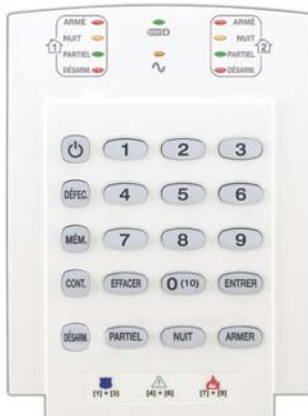 ARMÉ
NUIT
PARTIEL
DÉSARM.
1
ARMÉ
NUIT
PARTIEL
DÉSARM.
2
1 2 3
DÉFEC. 4 5 6
MÉM. 7 8 9
CONT. EFFACER 0 (10) ENTRER
DÉSARM. PARTIEL NUIT ARMER
[1] + [3] [4] + [6] [7] + [9]